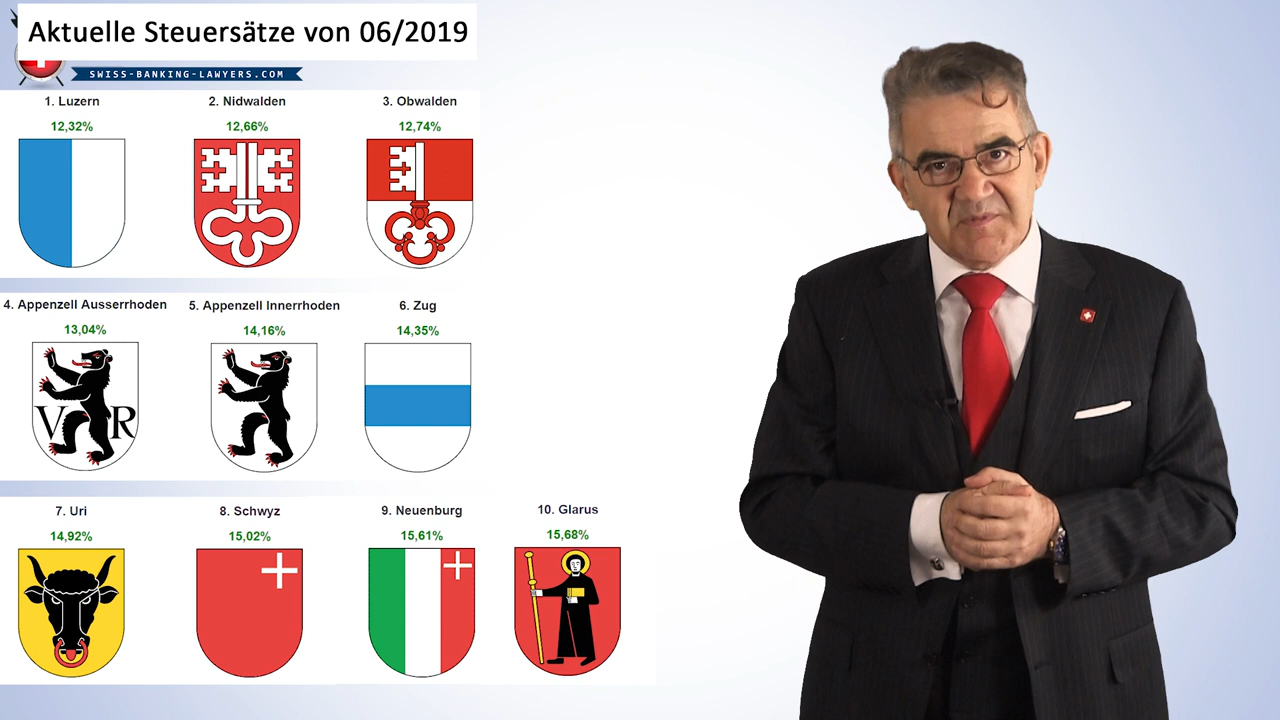 Aktuelle Steuersätze von 06/2019
SWISS-BANKING-LAWYERS.COM
1. Luzern
2. Nidwalden
3. Obwalden
12,32%
12,66%
12,74%
4. Appenzell Ausserrhoden
5. Appenzell Innerrhoden
6. Zug
13,04%
14,16%
14,35%
V R
7. Uri
8. Schwyz
9. Neuenburg
10. Glarus
14,92%
15,02%
15,61%
15,68%